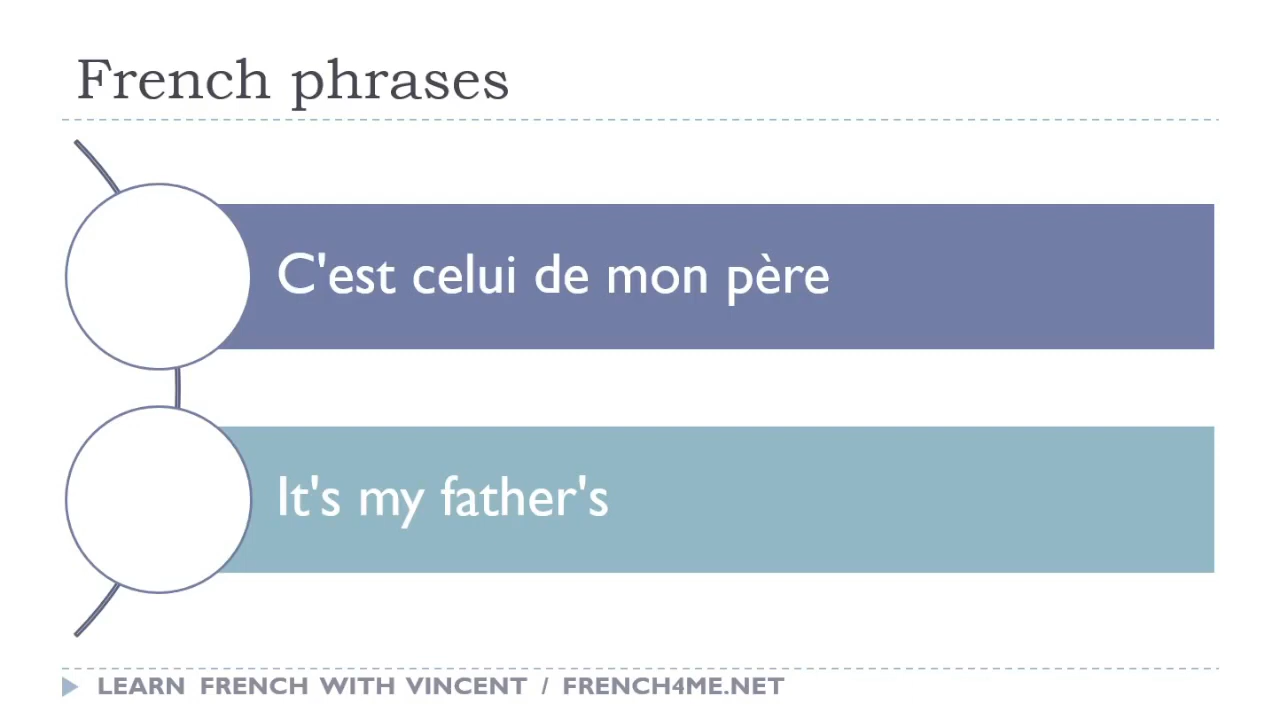 French phrases
C'est celui de mon père
It's my father's
LEARN FRENCH WITH VINCENT / FRENCH4ME.NET